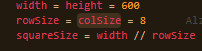 width = height = 600
rowSize = colSize = 8
squareSize = width // rowSize